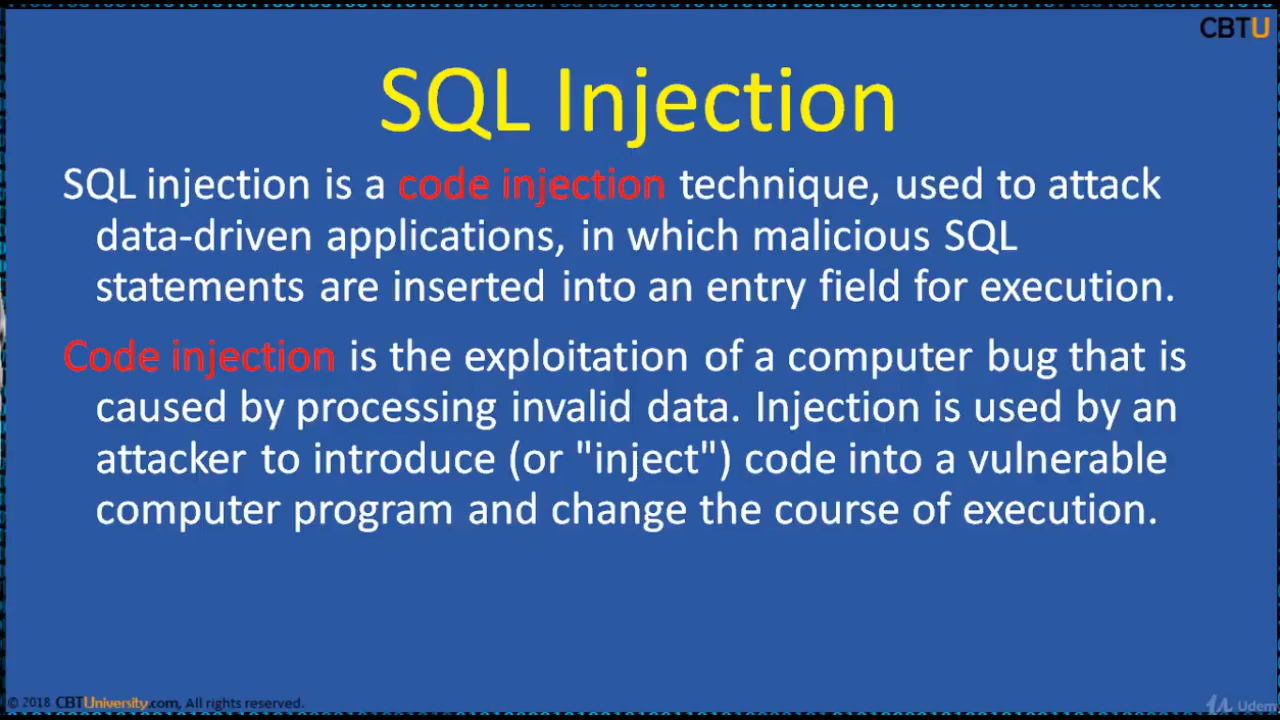 CBTU
SQL Injection
SQL injection is a code injection technique, used to attack
data-driven applications, in which malicious SQL
statements are inserted into an entry field for execution.
Code injection is the exploitation of a computer bug that is
caused by processing invalid data. Injection is used by an
attacker to introduce (or "inject") code into a vulnerable
computer program and change the course of execution.
© 2018 CBTUniversity.com, All rights reserved.
Udem